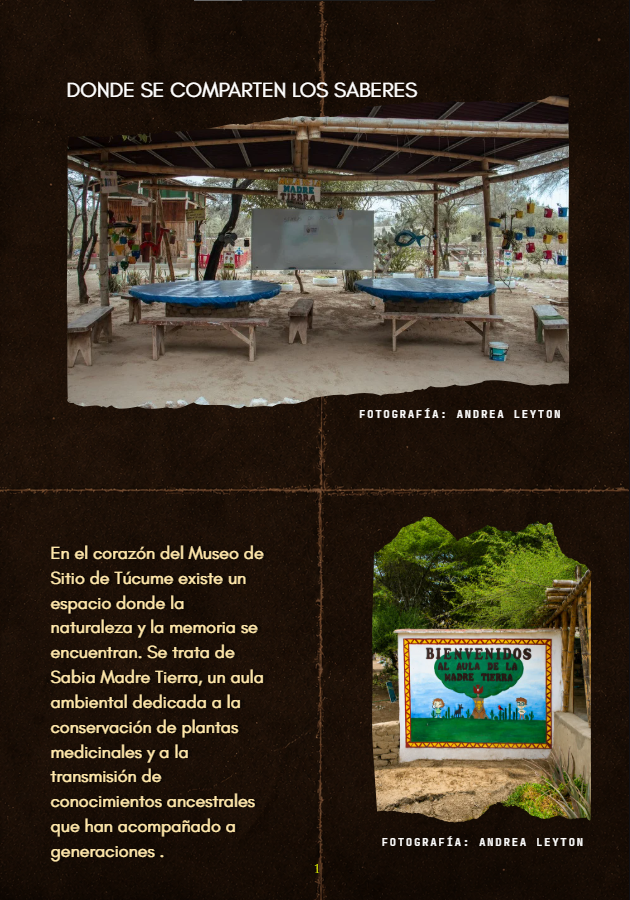 DONDE SE COMPARTEN LOS SABERES
MADRE
TIERRA
FOTOGRAFÍA: ANDREA LEYTON
En el corazón del Museo de
Sitio de Túcume existe un
espacio donde la
naturaleza y la memoria se
encuentran. Se trata de
Sabia Madre Tierra, un aula
ambiental dedicada a la
conservación de plantas
medicinales y a la
transmisión de
conocimientos ancestrales
que han acompañado a
generaciones .
BIENVENIDOS
AL AULA DE LA
MADRE TIERRA
FOTOGRAFÍA: ANDREA LEYTON
1